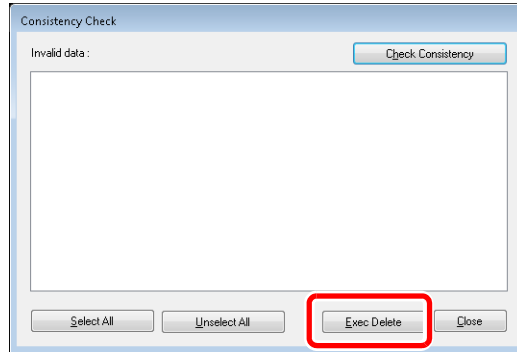 Consistency Check
Invalid data :
Check Consistency
Select All
Unselect All
Exec Delete
Close